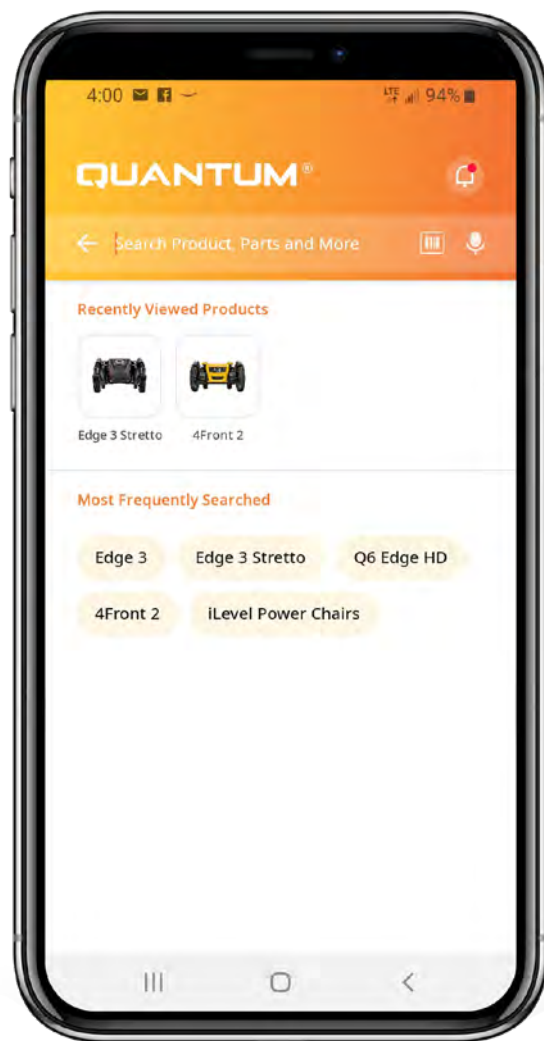 4:00
LTE
94%
QUANTUM®
Search Product, Parts and More
Recently Viewed Products
Edge 3 Stretto 4Front 2
Most Frequently Searched
Edge 3 Edge 3 Stretto Q6 Edge HD
4Front 2 iLevel Power Chairs